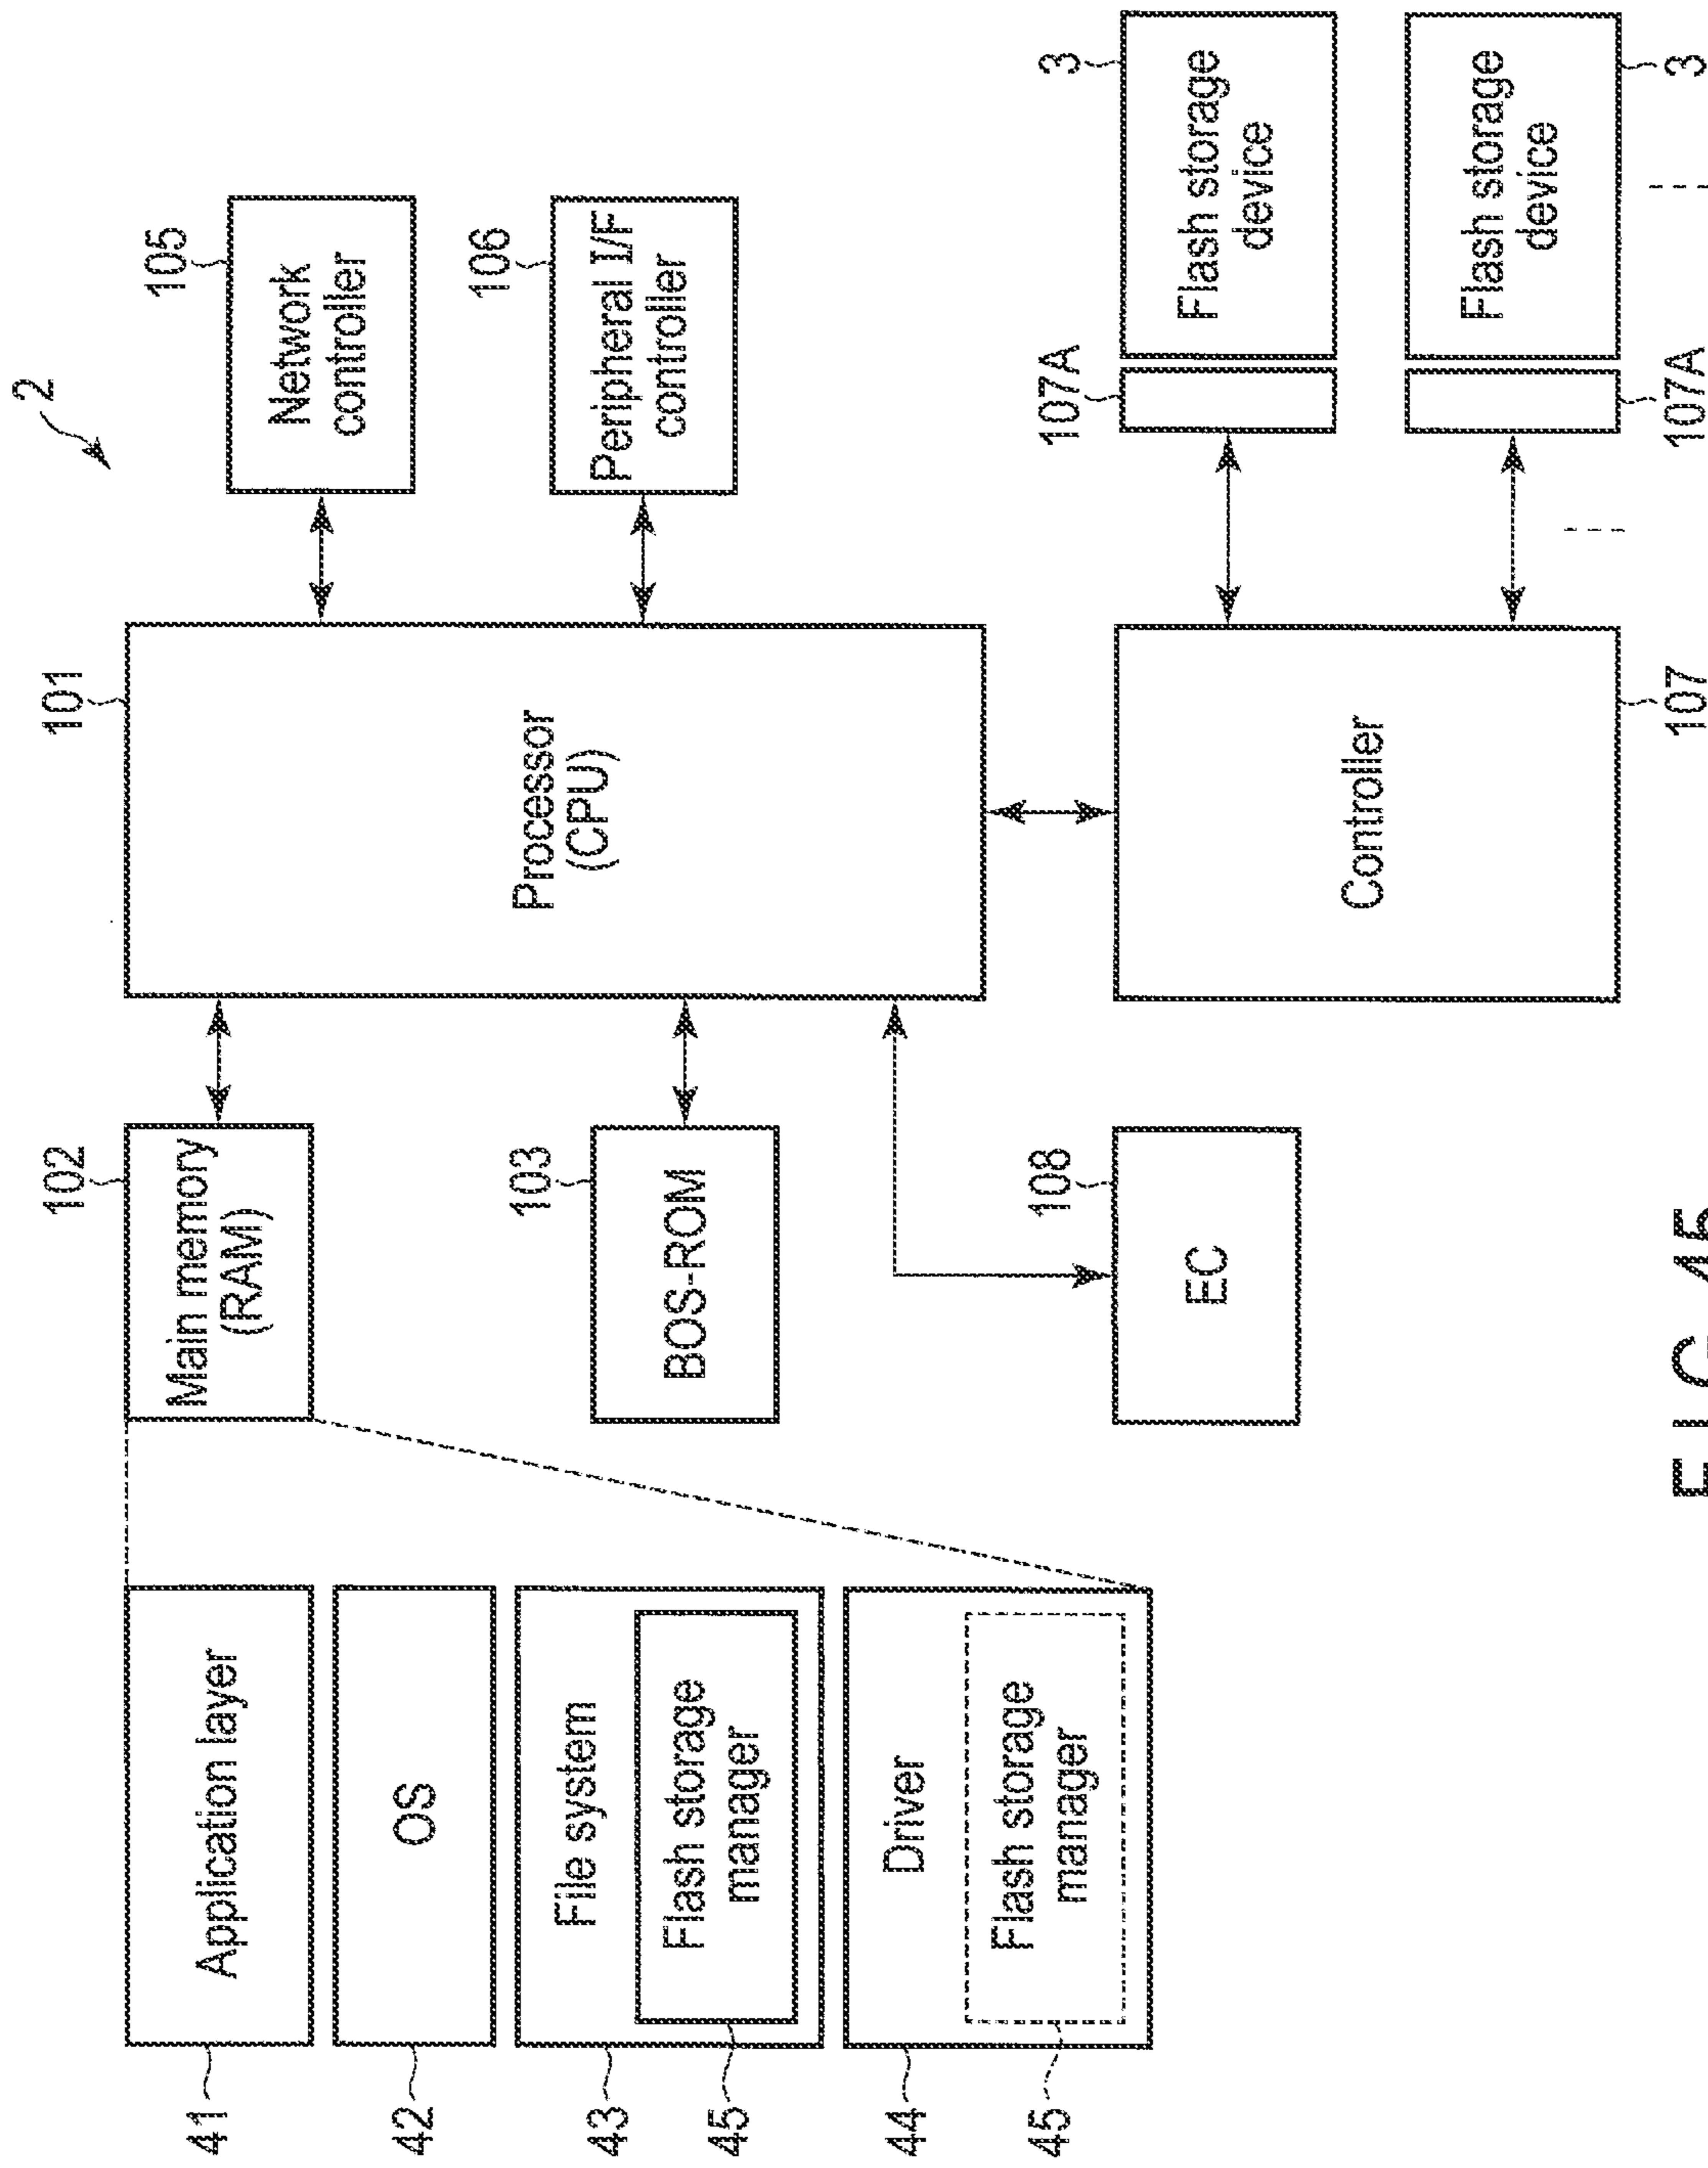 2
101
102
105
41
Application layer
Main memory
(RAM)
Network
controller
42
OS
Processor
(CPU)
106
Peripheral I/F
controller
43
File system
103
BOS-ROM
45
Flash storage
manager
44
Driver
45
Flash storage
manager
108
EC
107A
3
Flash storage
device
Controller
Flash storage
device
107
107A
3
FIG. 45